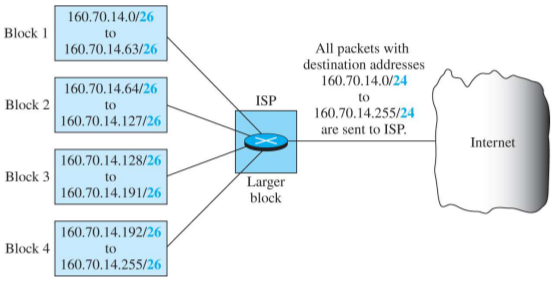 Block 1
160.70.14.0/26
to
160.70.14.63/26
Block 2
160.70.14.64/26
to
160.70.14.127/26
Block 3
160.70.14.128/26
to
160.70.14.191/26
Block 4
160.70.14.192/26
to
160.70.14.255/26
ISP
Larger
block
All packets with
destination addresses
160.70.14.0/24
to
160.70.14.255/24
are sent to ISP.
Internet